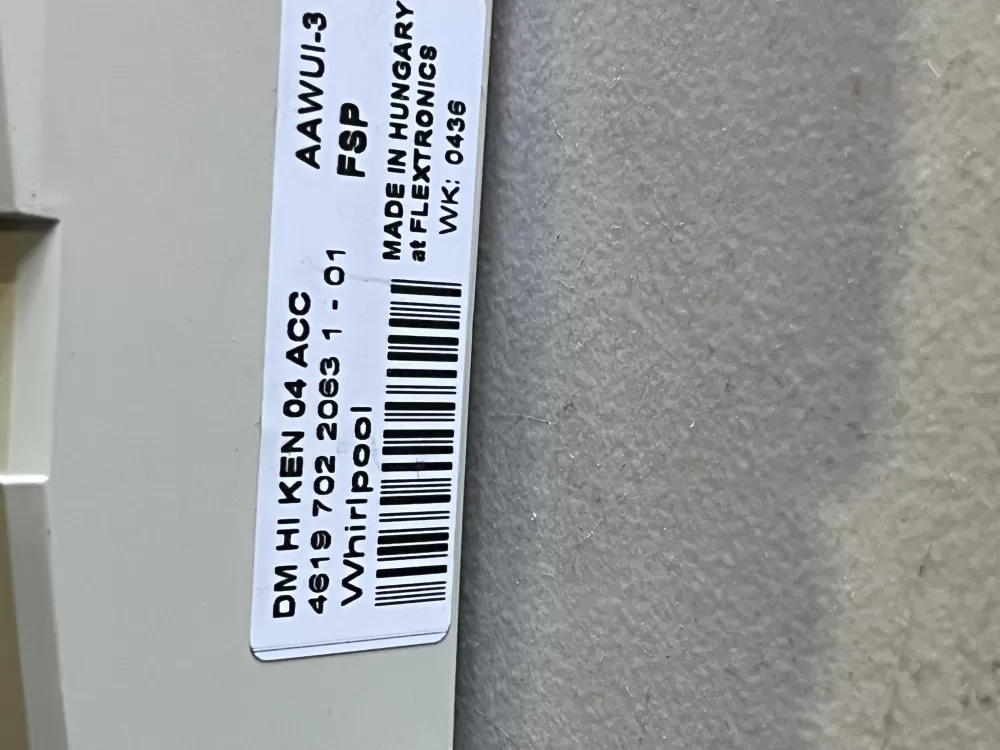 DM HI KEN 04 ACC AAWUI-3
4619 702 2063 1 - 01 FSP
Whirlpool
MADE IN HUNGARY
at FLEXTRONICS
WK: 0436